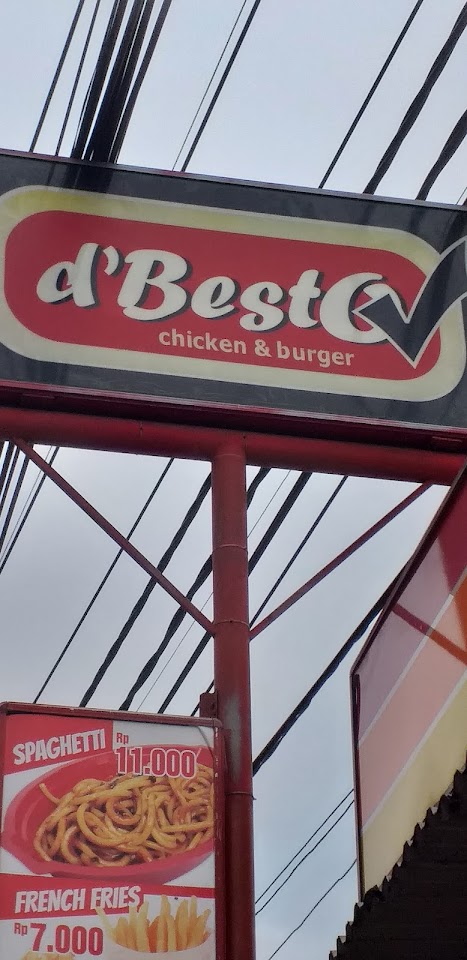 d'BestO
chicken & burger
SPAGHETTI Rp 11.000
FRENCH FRIES
Rp 7.000